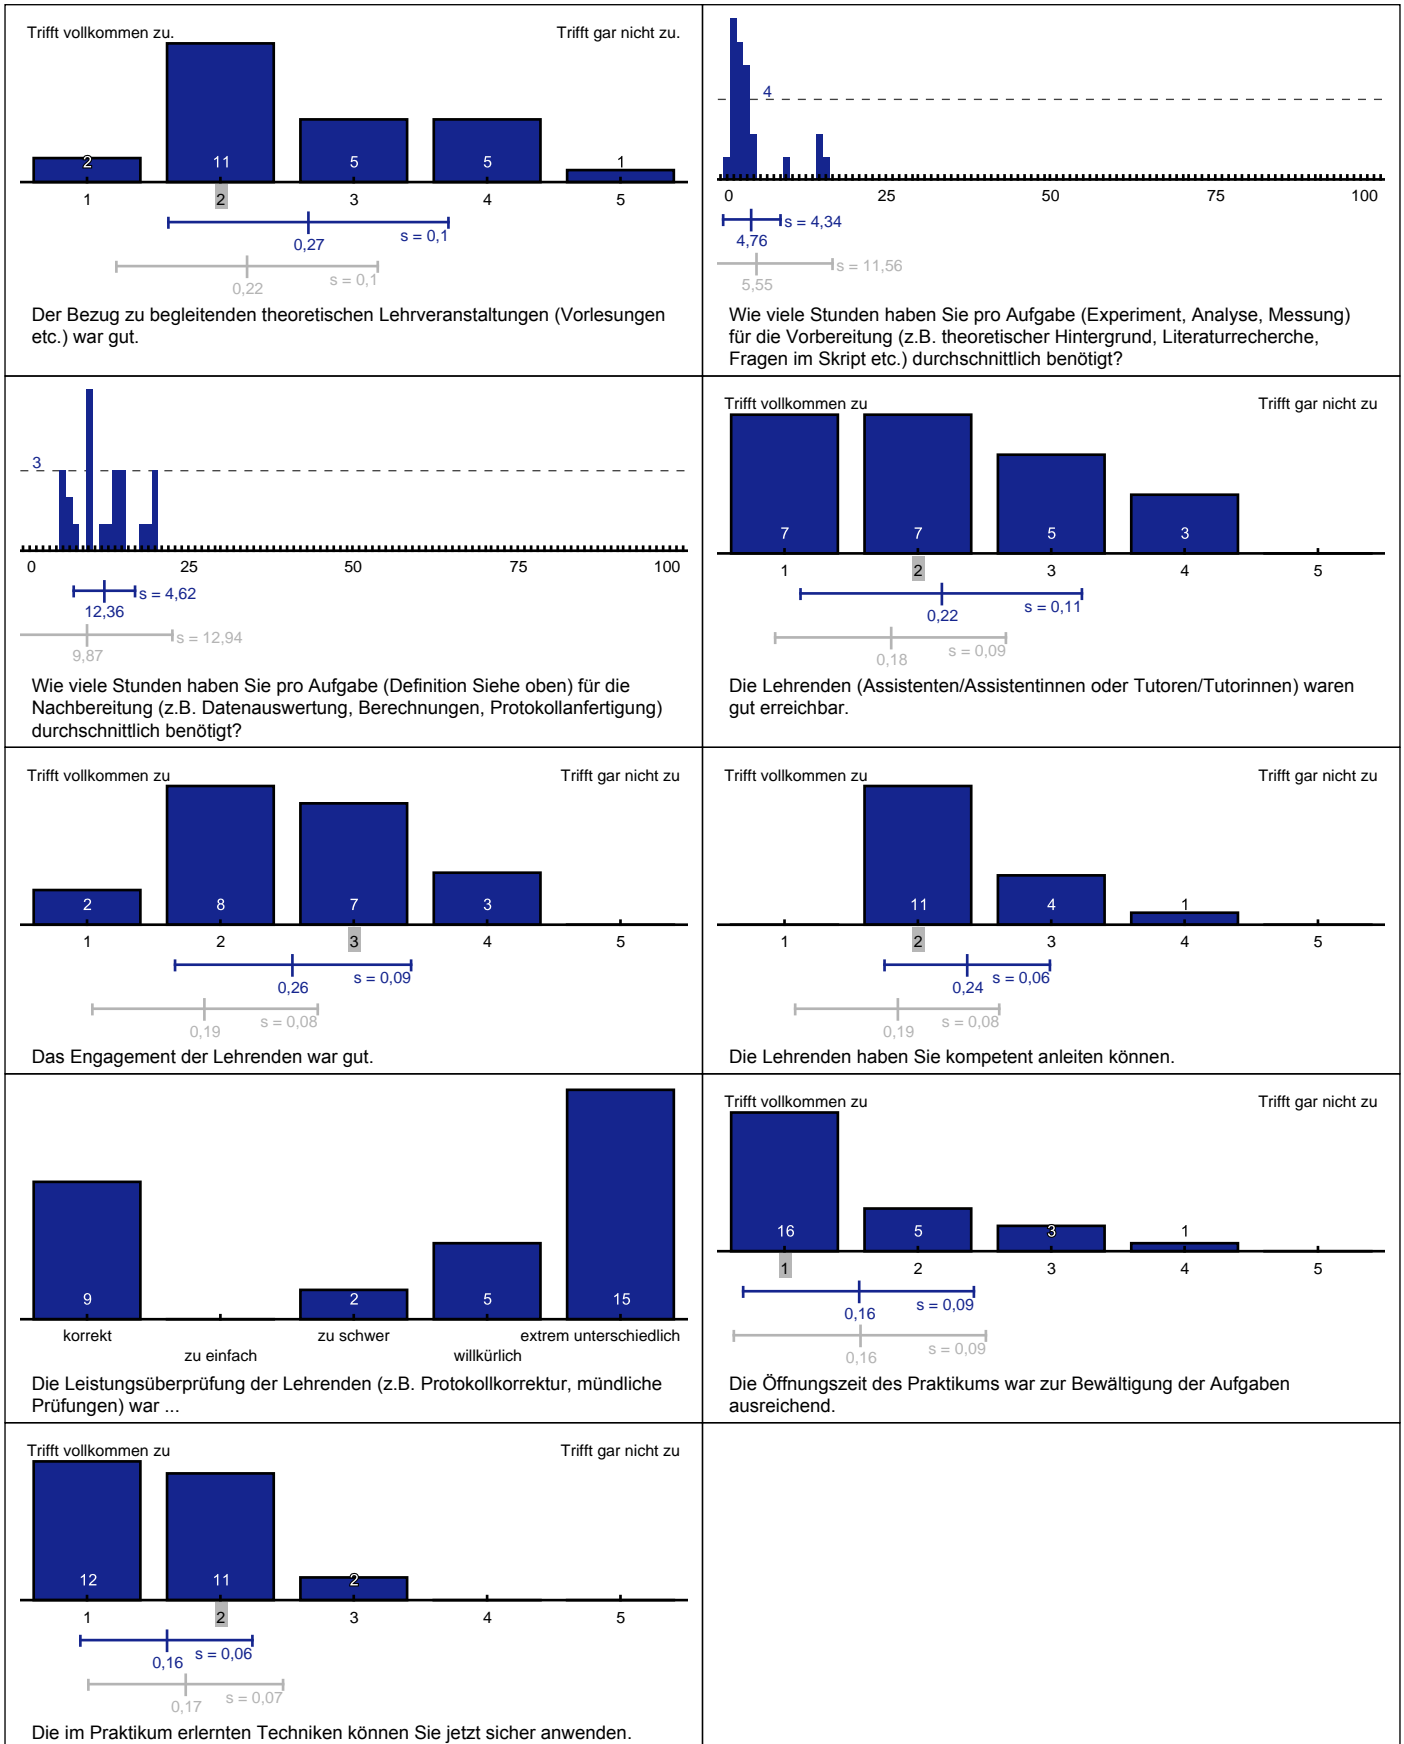 Trifft vollkommen zu. Trifft gar nicht zu.
2 11 5 5 1
1 2 3 4 5
0,27 s = 0,1
0,22 s = 0,1
Der Bezug zu begleitenden theoretischen Lehrveranstaltungen (Vorlesungen
etc.) war gut.
4
0 25 50 75 100
s = 4,34
4,76
s = 11,56
5,55
Wie viele Stunden haben Sie pro Aufgabe (Experiment, Analyse, Messung)
für die Vorbereitung (z.B. theoretischer Hintergrund, Literaturrecherche,
Fragen im Skript etc.) durchschnittlich benötigt?
3
0 25 50 75 100
s = 4,62
12,36
s = 12,94
9,87
Wie viele Stunden haben Sie pro Aufgabe (Definition Siehe oben) für die
Nachbereitung (z.B. Datenauswertung, Berechnungen, Protokollanfertigung)
durchschnittlich benötigt?
Trifft vollkommen zu Trifft gar nicht zu
7 7 5 3
1 2 3 4 5
0,22 s = 0,11
0,18 s = 0,09
Die Lehrenden (Assistenten/Assistentinnen oder Tutoren/Tutorinnen) waren
gut erreichbar.
Trifft vollkommen zu Trifft gar nicht zu
2 8 7 3
1 2 3 4 5
0,26 s = 0,09
0,19 s = 0,08
Das Engagement der Lehrenden war gut.
Trifft vollkommen zu Trifft gar nicht zu
11 4 1
1 2 3 4 5
0,24 s = 0,06
0,19 s = 0,08
Die Lehrenden haben Sie kompetent anleiten können.
9 2 5 15
korrekt zu schwer extrem unterschiedlich
zu einfach willkürlich
Die Leistungsüberprüfung der Lehrenden (z.B. Protokollkorrektur, mündliche
Prüfungen) war ...
Trifft vollkommen zu Trifft gar nicht zu
16 5 3 1
1 2 3 4 5
0,16 s = 0,09
0,16 s = 0,09
Die Öffnungszeit des Praktikums war zur Bewältigung der Aufgaben
ausreichend.
Trifft vollkommen zu Trifft gar nicht zu
12 11 2
1 2 3 4 5
0,16 s = 0,06
0,17 s = 0,07
Die im Praktikum erlernten Techniken können Sie jetzt sicher anwenden.